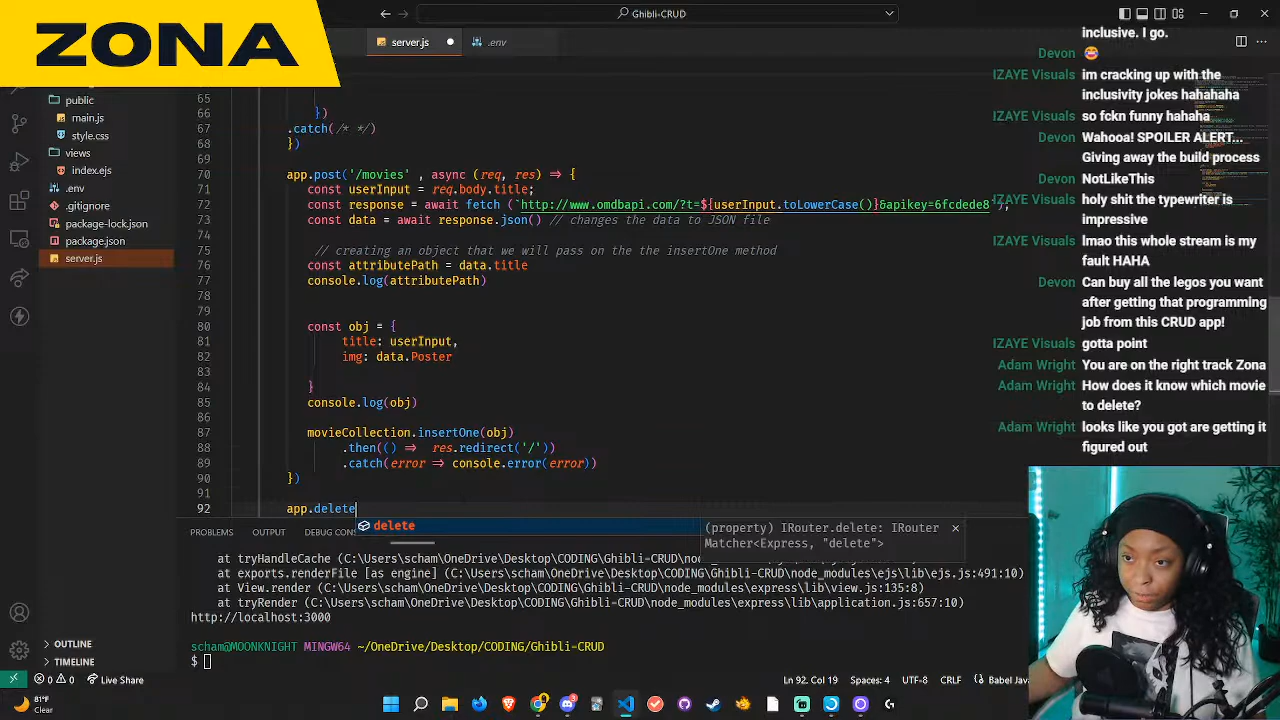 ZONA
Ghibli-CRUD
server.js
.env
public
main.js
style.css
views
index.ejs
.env
.gitignore
package-lock.json
package.json
server.js
OUTLINE
TIMELINE
65
66 })
67 .catch(/* */)
68 })
69
70 app.post('/movies' , async (req, res) => {
71 const userInput = req.body.title;
72 const response = await fetch (`http://www.omdbapi.com/?t=${userInput.toLowerCase()}&apikey=6fcdede8`);
73 const data = await response.json() // changes the data to JSON file
74
75 // creating an object that we will pass on the the insertOne method
76 const attributePath = data.title
77 console.log(attributePath)
78
79
80 const obj = {
81 title: userInput,
82 img: data.Poster
83
84 }
85 console.log(obj)
86
87 movieCollection.insertOne(obj)
88 .then(() => res.redirect('/'))
89 .catch(error => console.error(error))
90 })
91
92 app.delete
delete
(property) IRouter.delete: IRouter
Matcher<Express, "delete">
PROBLEMS OUTPUT DEBUG CONS
at tryHandleCache (C:\Users\scham\OneDrive\Desktop\CODING\Ghibli-CRUD\node_modules\ejs\lib\
at exports.renderFile [as engine] (C:\Users\scham\OneDrive\Desktop\CODING\Ghibli-CRUD\node_modules\ejs\lib\ejs.js:491:10)
at View.render (C:\Users\scham\OneDrive\Desktop\CODING\Ghibli-CRUD\node_modules\express\lib\view.js:135:8)
at tryRender (C:\Users\scham\OneDrive\Desktop\CODING\Ghibli-CRUD\node_modules\express\lib\application.js:657:10)
http://localhost:3000
scham@MOONKNIGHT MINGW64 ~/OneDrive/Desktop/CODING/Ghibli-CRUD
$
inclusive. I go.
Devon 😂
IZAYE Visuals im cracking up with the
inclusivity jokes hahahaha
IZAYE Visuals so fckn funny hahaha
Devon Wahooa! SPOILER ALERT...
Giving away the build process
Devon NotLikeThis
IZAYE Visuals holy shit the typewriter is
impressive
IZAYE Visuals lmao this whole stream is my
fault HAHA
Devon Can buy all the legos you want
after getting that programming
job from this CRUD app!
IZAYE Visuals gotta point
Adam Wright You are on the right track Zona
Adam Wright How does it know which movie
to delete?
Adam Wright looks like you got are getting it
figured out
0 0 Live Share
Ln 92, Col 19 Spaces: 4 UTF-8 CRLF {} Babel Jav
81°F
Clear